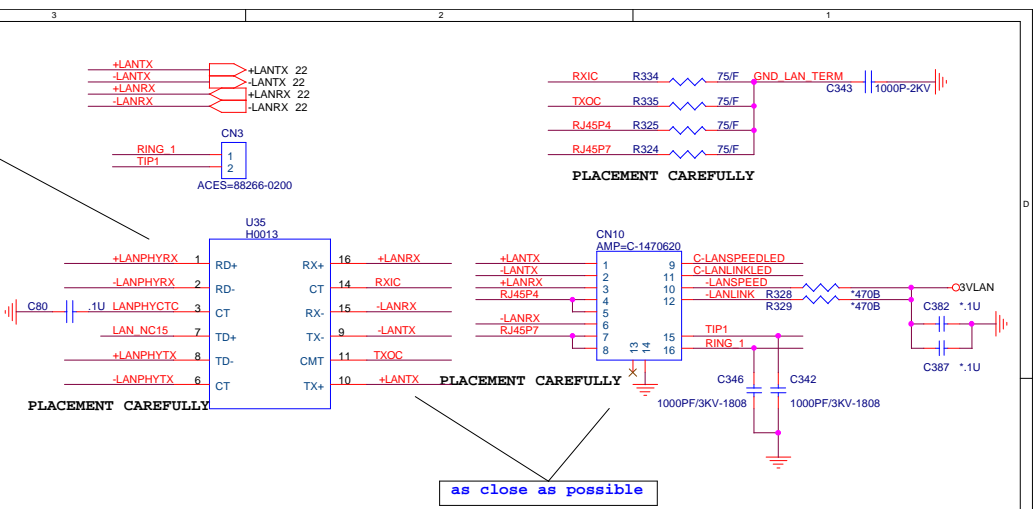 3
2
1
+LANTX
-LANTX
+LANRX
-LANRX
+LANTX 22
-LANTX 22
+LANRX 22
-LANRX 22
CN3
RING_1
TIP1
1
2
ACES=88266-0200
RXIC R334 75/F GND_LAN_TERM
C343 1000P-2KV
TXOC R335 75/F
RJ45P4 R325 75/F
RJ45P7 R324 75/F
PLACEMENT CAREFULLY
D
U35
H0013
+LANPHYRX 1 RD+ RX+ 16 +LANRX
-LANPHYRX 2 RD- CT 14 RXIC
C80 .1U LANPHYCTC 3 CT RX- 15 -LANRX
LAN_NC15 7 TD+ TX- 9 -LANTX
+LANPHYTX 8 TD- CMT 11 TXOC
-LANPHYTX 6 CT TX+ 10 +LANTX
PLACEMENT CAREFULLY
CN10
AMP=C-1470620
+LANTX 1 9 C-LANSPEEDLED
-LANTX 2 11 C-LANLINKLED
+LANRX 3 10 -LANSPEED
RJ45P4 4 12 -LANLINK
5
-LANRX 6
RJ45P7 7 15 TIP1
8 16 RING_1
13 14
R328 *470B
R329 *470B
3VLAN
C382 *.1U
C387 *.1U
PLACEMENT CAREFULLY
C346 C342
1000PF/3KV-1808 1000PF/3KV-1808
as close as possible